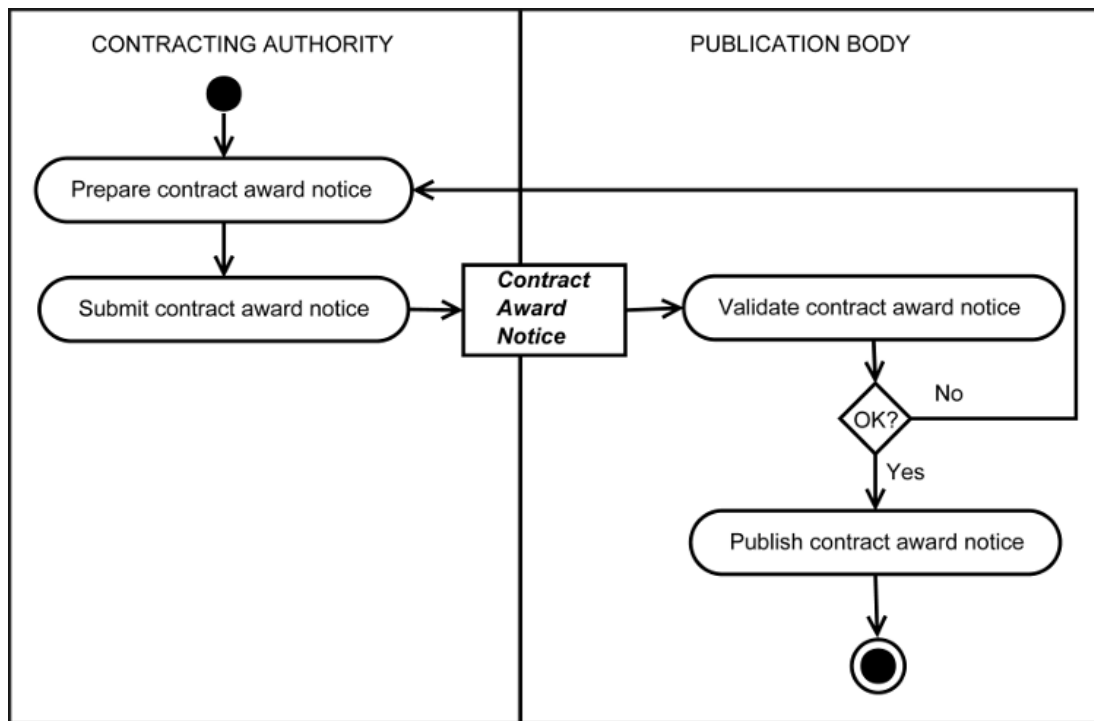 CONTRACTING AUTHORITY
PUBLICATION BODY
Prepare contract award notice
Submit contract award notice
Contract
Award
Notice
Validate contract award notice
OK?
No
Yes
Publish contract award notice